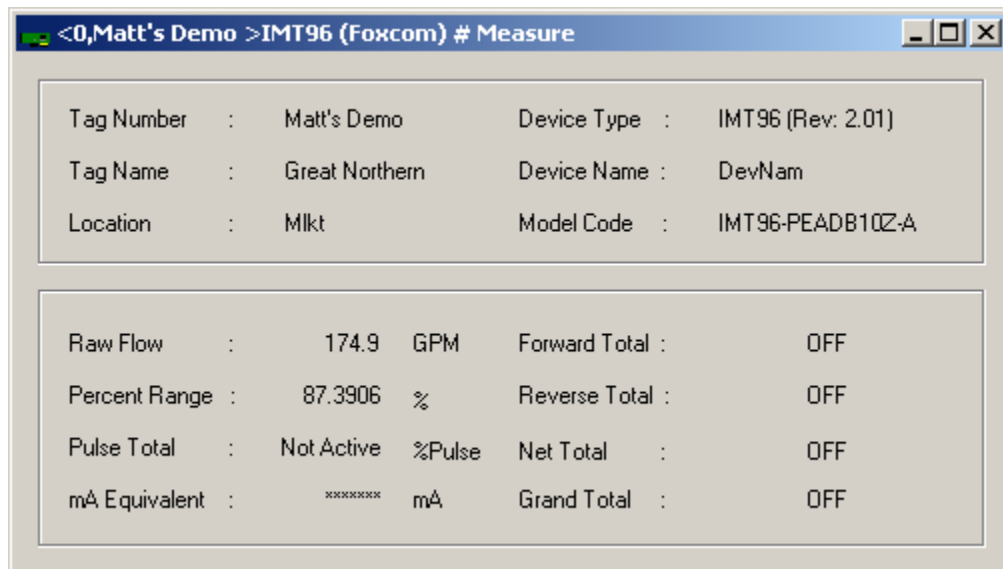 <0,Matt's Demo >IMT96 (Foxcom) # Measure
Tag Number : Matt's Demo Device Type : IMT96 (Rev: 2.01)
Tag Name : Great Northern Device Name : DevNam
Location : Mlkt Model Code : IMT96-PEADB10Z-A
Raw Flow : 174.9 GPM Forward Total : OFF
Percent Range : 87.3906 % Reverse Total : OFF
Pulse Total : Not Active %Pulse Net Total : OFF
mA Equivalent : ******* mA Grand Total : OFF